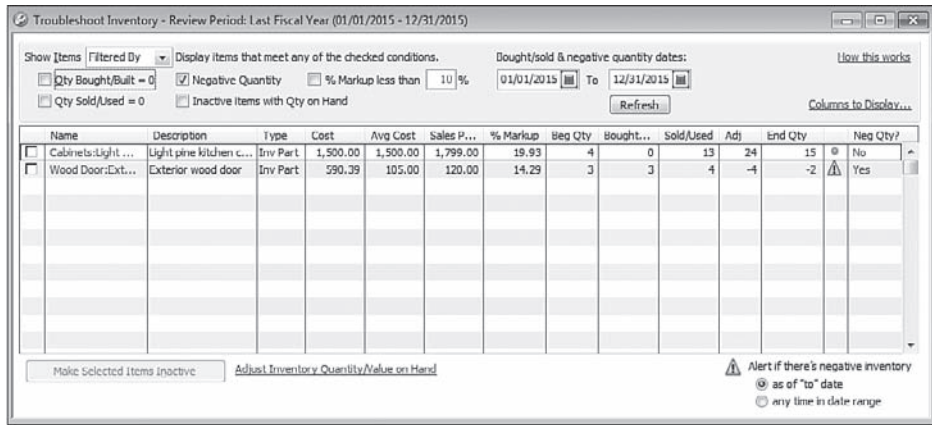 Troubleshoot Inventory - Review Period: Last Fiscal Year (01/01/2015 - 12/31/2015)
Show Items Filtered By Display items that meet any of the checked conditions. Bought/sold & negative quantity dates: How this works
Qty Bought/Built = 0 Negative Quantity % Markup less than 10 % 01/01/2015 To 12/31/2015
Qty Sold/Used = 0 Inactive items with Qty on Hand Refresh Columns to Display...
Name Description Type Cost Avg Cost Sales P... % Markup Beg Qty Bought... Sold/Used Adj End Qty Neg Qty?
Cabinets:Light ... Light pine kitchen c... Inv Part 1,500.00 1,500.00 1,799.00 19.93 4 0 13 24 15 No
Wood Door:Ext... Exterior wood door Inv Part 590.39 105.00 120.00 14.29 3 3 4 -4 -2 Yes
Make Selected Items Inactive Adjust Inventory Quantity/Value on Hand Alert if there's negative inventory
as of "to" date
any time in date range